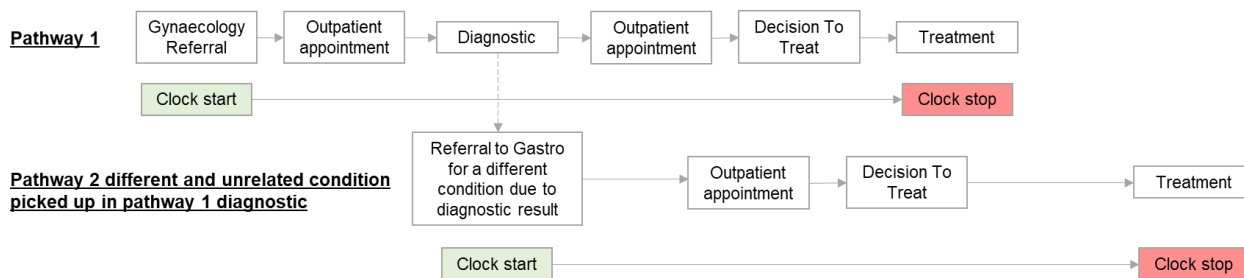 Pathway 1
Gynaecology
Referral
Outpatient
appointment
Diagnostic
Outpatient
appointment
Decision To
Treat
Treatment
Clock start
Clock stop
Pathway 2 different and unrelated condition
picked up in pathway 1 diagnostic
Referral to Gastro
for a different
condition due to
diagnostic result
Outpatient
appointment
Decision To
Treat
Treatment
Clock start
Clock stop